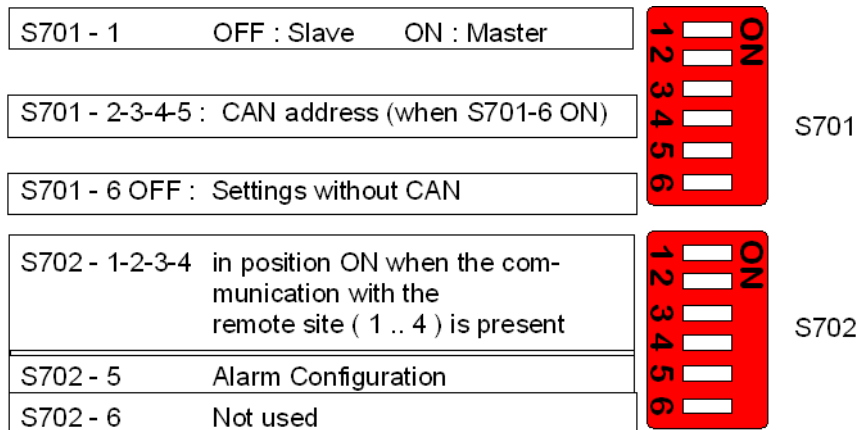 S701 - 1 OFF : Slave ON : Master
S701 - 2-3-4-5 : CAN address (when S701-6 ON)
S701 - 6 OFF : Settings without CAN
1 2 3 4 5 6 ON
S701
S702 - 1-2-3-4 in position ON when the com-
munication with the
remote site ( 1 .. 4 ) is present
S702 - 5 Alarm Configuration
S702 - 6 Not used
1 2 3 4 5 6 ON
S702